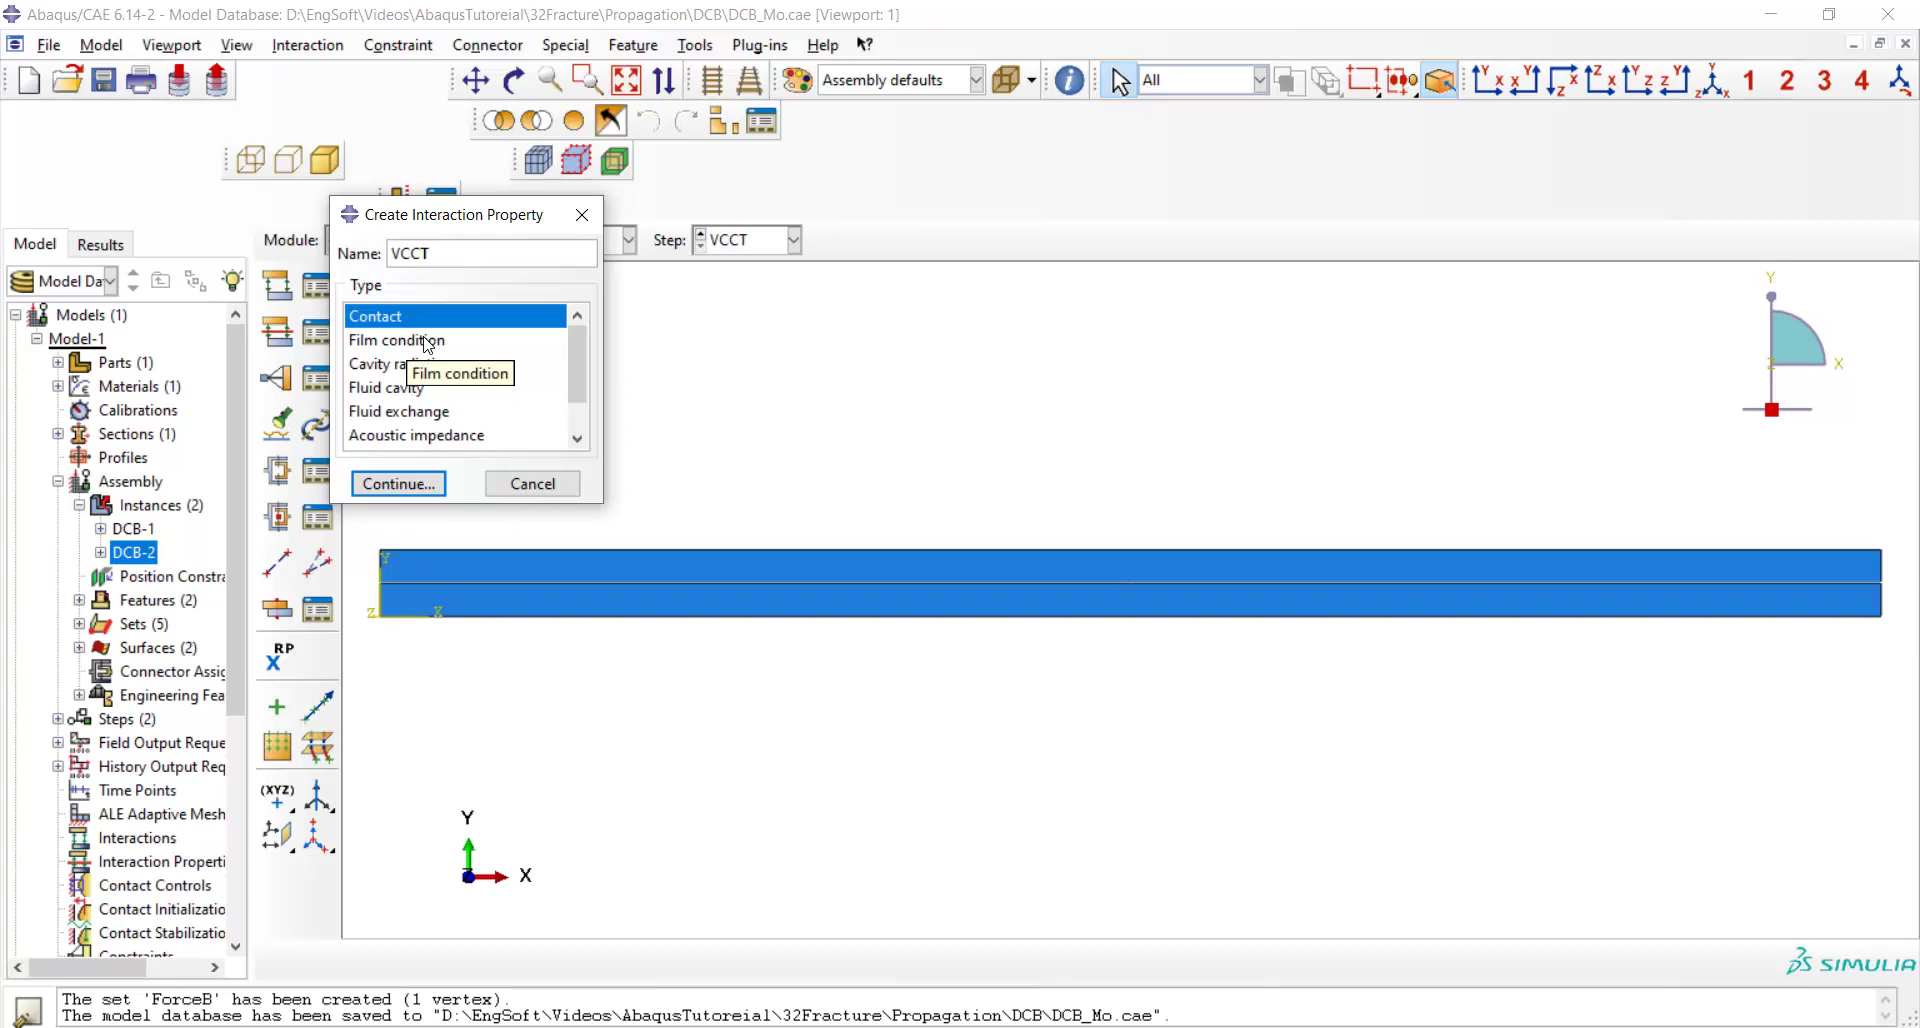 Abaqus/CAE 6.14-2 - Model Database: D:\EngSoft\Videos\AbaqusTutoreial\32Fracture\Propagation\DCB\DCB_Mo.cae [Viewport: 1]
File Model Viewport View Interaction Constraint Connector Special Feature Tools Plug-ins Help
Assembly defaults All 1 2 3 4
Create Interaction Property
Model Results Module: Step: VCCT
Name: VCCT
Model Da
Type
Contact
Film condition
Cavity ra
Film condition
Fluid cavity
Fluid exchange
Acoustic impedance
Continue... Cancel
Models (1)
Model-1
Parts (1)
Materials (1)
Calibrations
Sections (1)
Profiles
Assembly
Instances (2)
DCB-1
DCB-2
Position Constra
Features (2)
Sets (5)
Surfaces (2)
Connector Assig
Engineering Fea
Steps (2)
Field Output Reque
History Output Req
Time Points
ALE Adaptive Mesh
Interactions
Interaction Properti
Contact Controls
Contact Initializatio
Contact Stabilizatio
RP
(XYZ)
Y
X
Z
Y
Z X
Y
X
SIMULIA
The set 'ForceB' has been created (1 vertex).
The model database has been saved to "D:\EngSoft\Videos\AbaqusTutoreial\32Fracture\Propagation\DCB\DCB_Mo.cae".